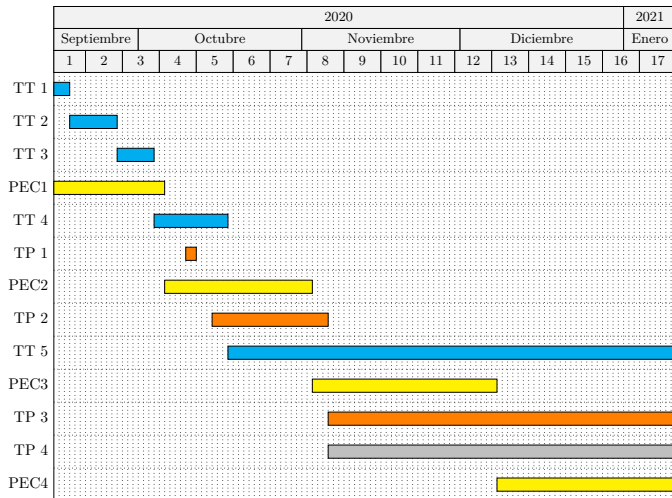 2020 2021
Septiembre Octubre Noviembre Diciembre Enero
1 2 3 4 5 6 7 8 9 10 11 12 13 14 15 16 17
TT 1
TT 2
TT 3
PEC1
TT 4
TP 1
PEC2
TP 2
TT 5
PEC3
TP 3
TP 4
PEC4